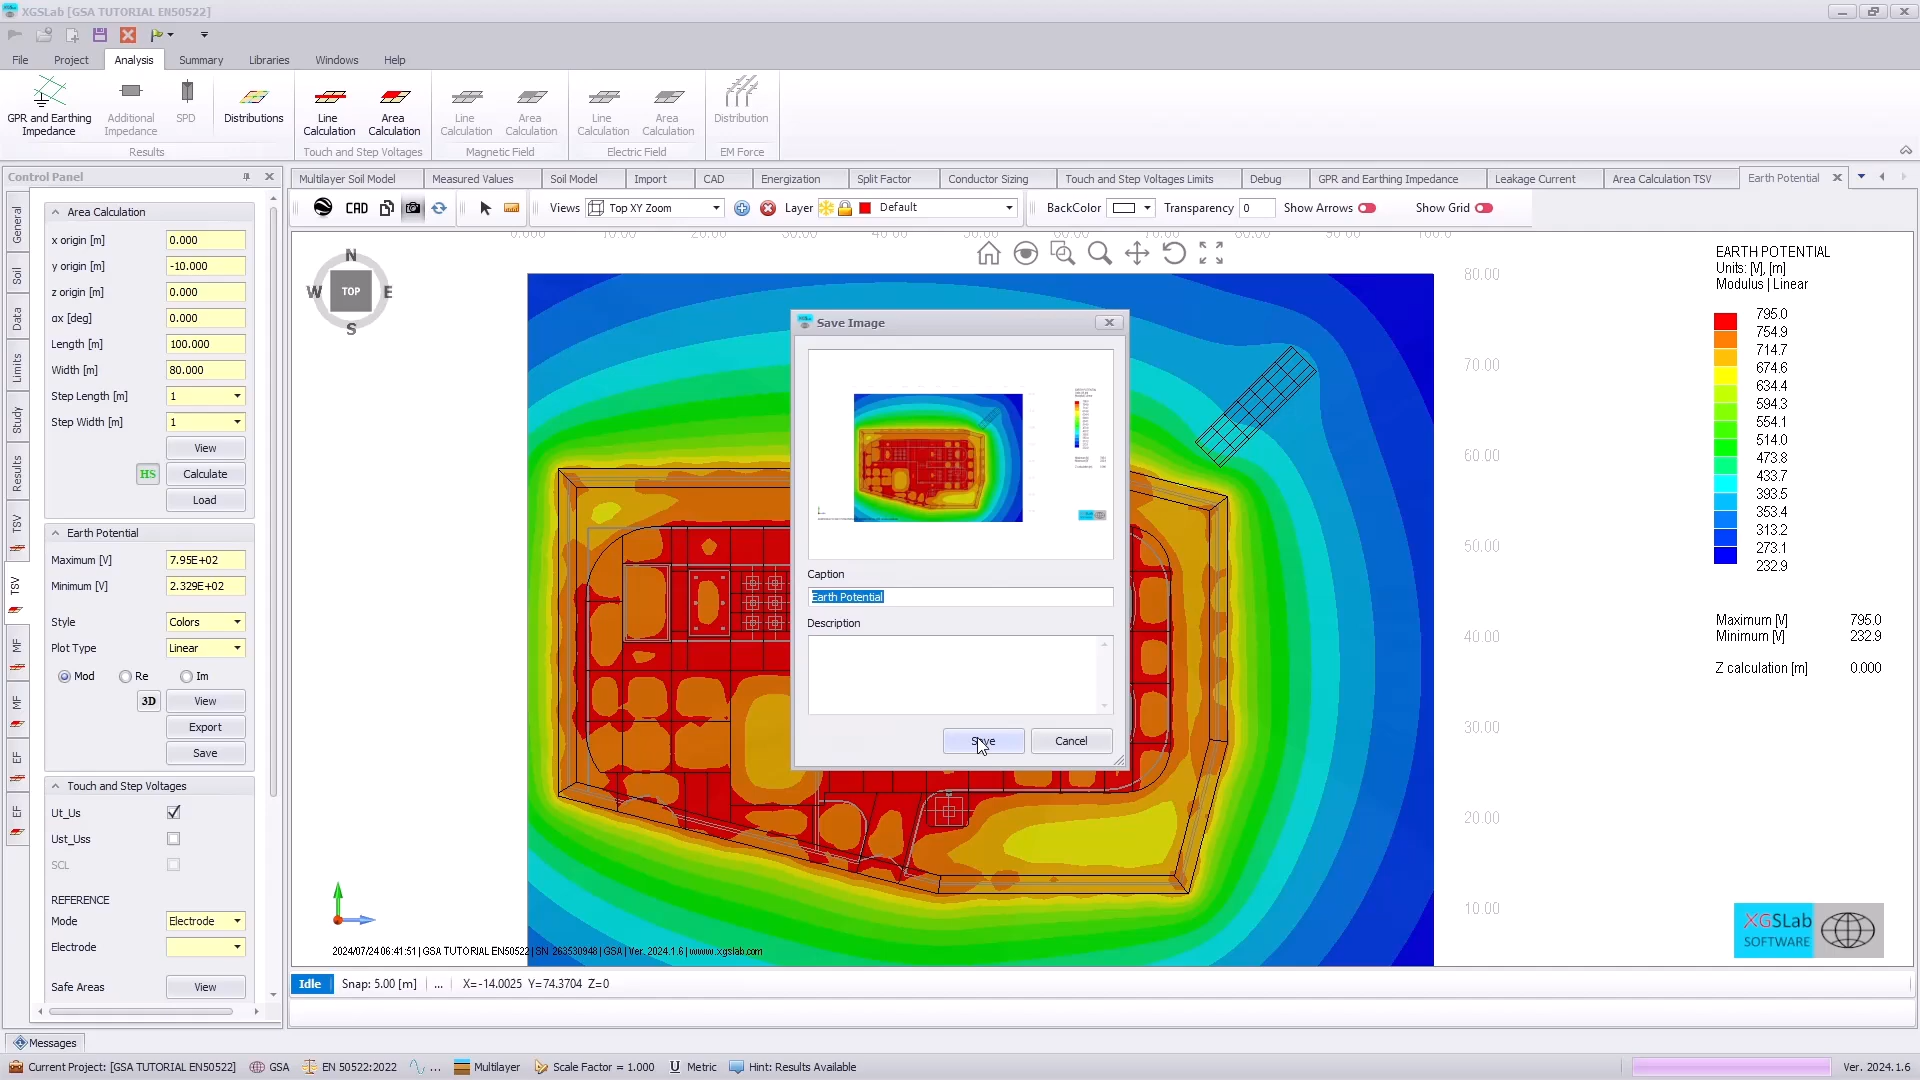 XGSLab [GSA TUTORIAL EN50522]
File Project Analysis Summary Libraries Windows Help
GPR and Earthing Impedance
Additional Impedance
SPD
Distributions
Line Calculation
Area Calculation
Line Calculation
Area Calculation
Line Calculation
Area Calculation
Distribution
Results
Touch and Step Voltages
Magnetic Field
Electric Field
EM Force
Control Panel
Multilayer Soil Model
Measured Values
Soil Model
Import
CAD
Energization
Split Factor
Conductor Sizing
Touch and Step Voltages Limits
Debug
GPR and Earthing Impedance
Leakage Current
Area Calculation TSV
Earth Potential
CAD
Views Top XY Zoom
Layer Default
BackColor
Transparency 0
Show Arrows
Show Grid
General
Soil
Data
Limits
Study
Results
TSV
TSV
MF
MF
EF
EF
Area Calculation
x origin [m] 0.000
y origin [m] -10.000
z origin [m] 0.000
αx [deg] 0.000
Length [m] 100.000
Width [m] 80.000
Step Length [m] 1
Step Width [m] 1
View
HS Calculate
Load
Earth Potential
Maximum [V] 7.95E+02
Minimum [V] 2.329E+02
Style Colors
Plot Type Linear
Mod Re Im
3D View
Export
Save
Touch and Step Voltages
Ut_Us
Ust_Uss
SCL
REFERENCE
Mode Electrode
Electrode
Safe Areas View
N
W TOP E
S
80.00
70.00
60.00
50.00
40.00
30.00
20.00
10.00
EARTH POTENTIAL
Units: [V], [m]
Modulus | Linear
795.0
754.9
714.7
674.6
634.4
594.3
554.1
514.0
473.8
433.7
393.5
353.4
313.2
273.1
232.9
Maximum [V] 795.0
Minimum [V] 232.9
Z calculation [m] 0.000
Save Image
Caption
Earth Potential
Description
Save
Cancel
2024/07/24 06:41:51 | GSA TUTORIAL EN50522 | SN 263530948 | GSA | Ver. 2024.1.6 | wwww.xgslab.com
XGSLab
SOFTWARE
Idle Snap: 5.00 [m] ... X=-14.0025 Y=74.3704 Z=0
Messages
Current Project: [GSA TUTORIAL EN50522] GSA EN 50522:2022 ... Multilayer Scale Factor = 1.000 U Metric Hint: Results Available Ver. 2024.1.6